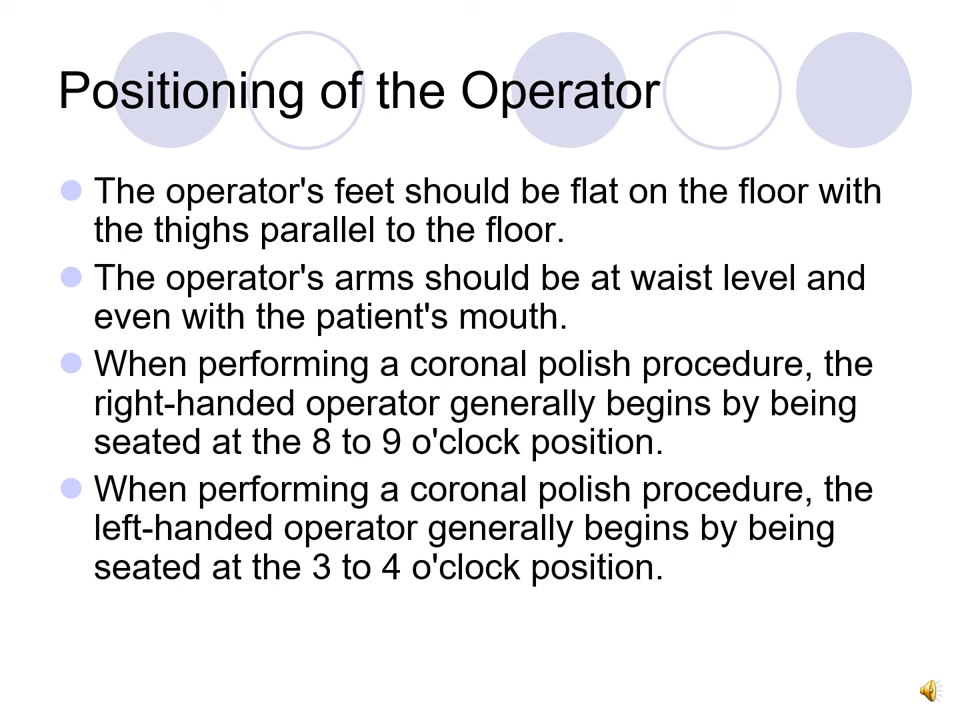 Positioning of the Operator
The operator's feet should be flat on the floor with
the thighs parallel to the floor.
The operator's arms should be at waist level and
even with the patient's mouth.
When performing a coronal polish procedure, the
right-handed operator generally begins by being
seated at the 8 to 9 o'clock position.
When performing a coronal polish procedure, the
left-handed operator generally begins by being
seated at the 3 to 4 o'clock position.